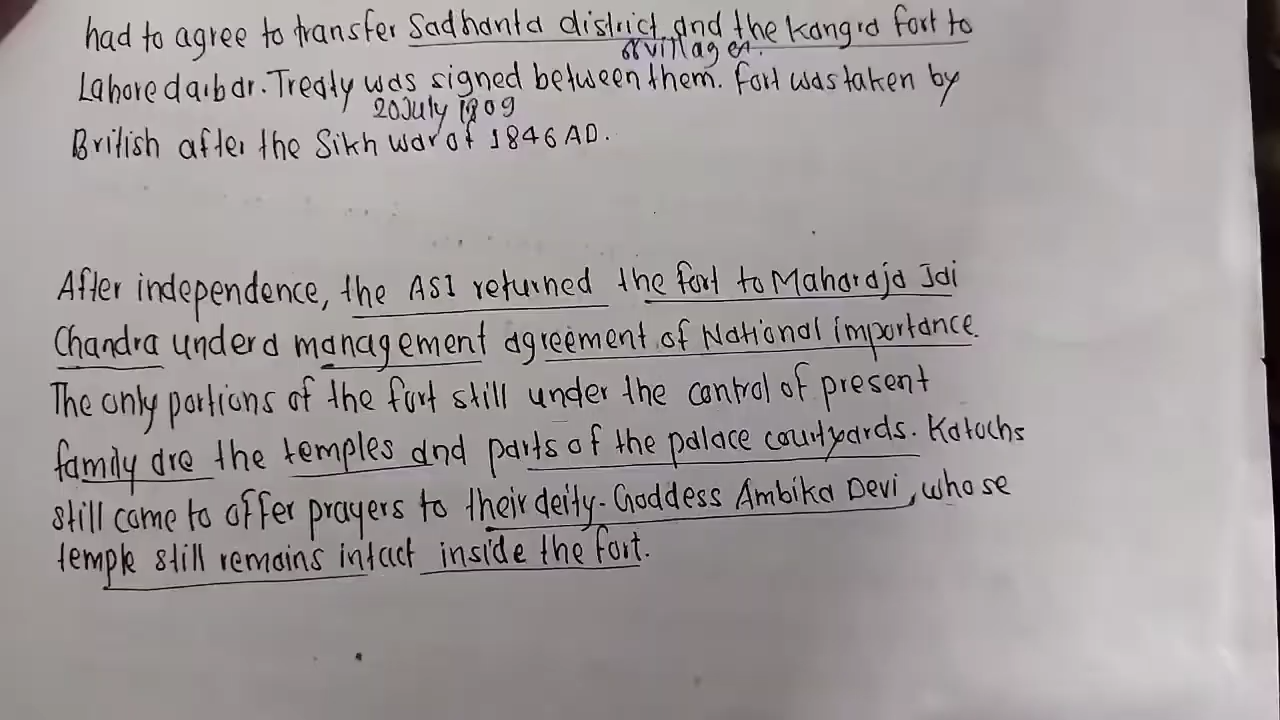 had to agree to transfer Sadhanta district and the Kangra fort to
villages.
Lahore darbar. Treaty was signed between them. Fort was taken by
20 July 1809
British after the Sikh war of 1846 AD.
After independence, the ASI returned the fort to Maharaja Jai
Chandra under a management agreement of National importance.
The only portions of the fort still under the control of present
family are the temples and parts of the palace courtyards. Katochs
still come to offer prayers to their deity- Goddess Ambika Devi, whose
temple still remains intact inside the fort.